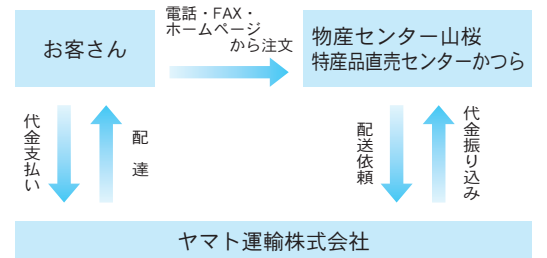 電話・FAX・
ホームページ
から注文
お客さん
物産センター山桜
特産品直売センターかつら
代金支払い
配達
配送依頼
代金振り込み
ヤマト運輸株式会社